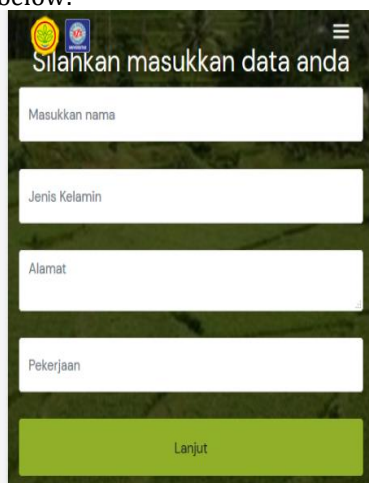 below:
Silahkan masukkan data anda
Masukkan nama
Jenis Kelamin
Alamat
Pekerjaan
Lanjut